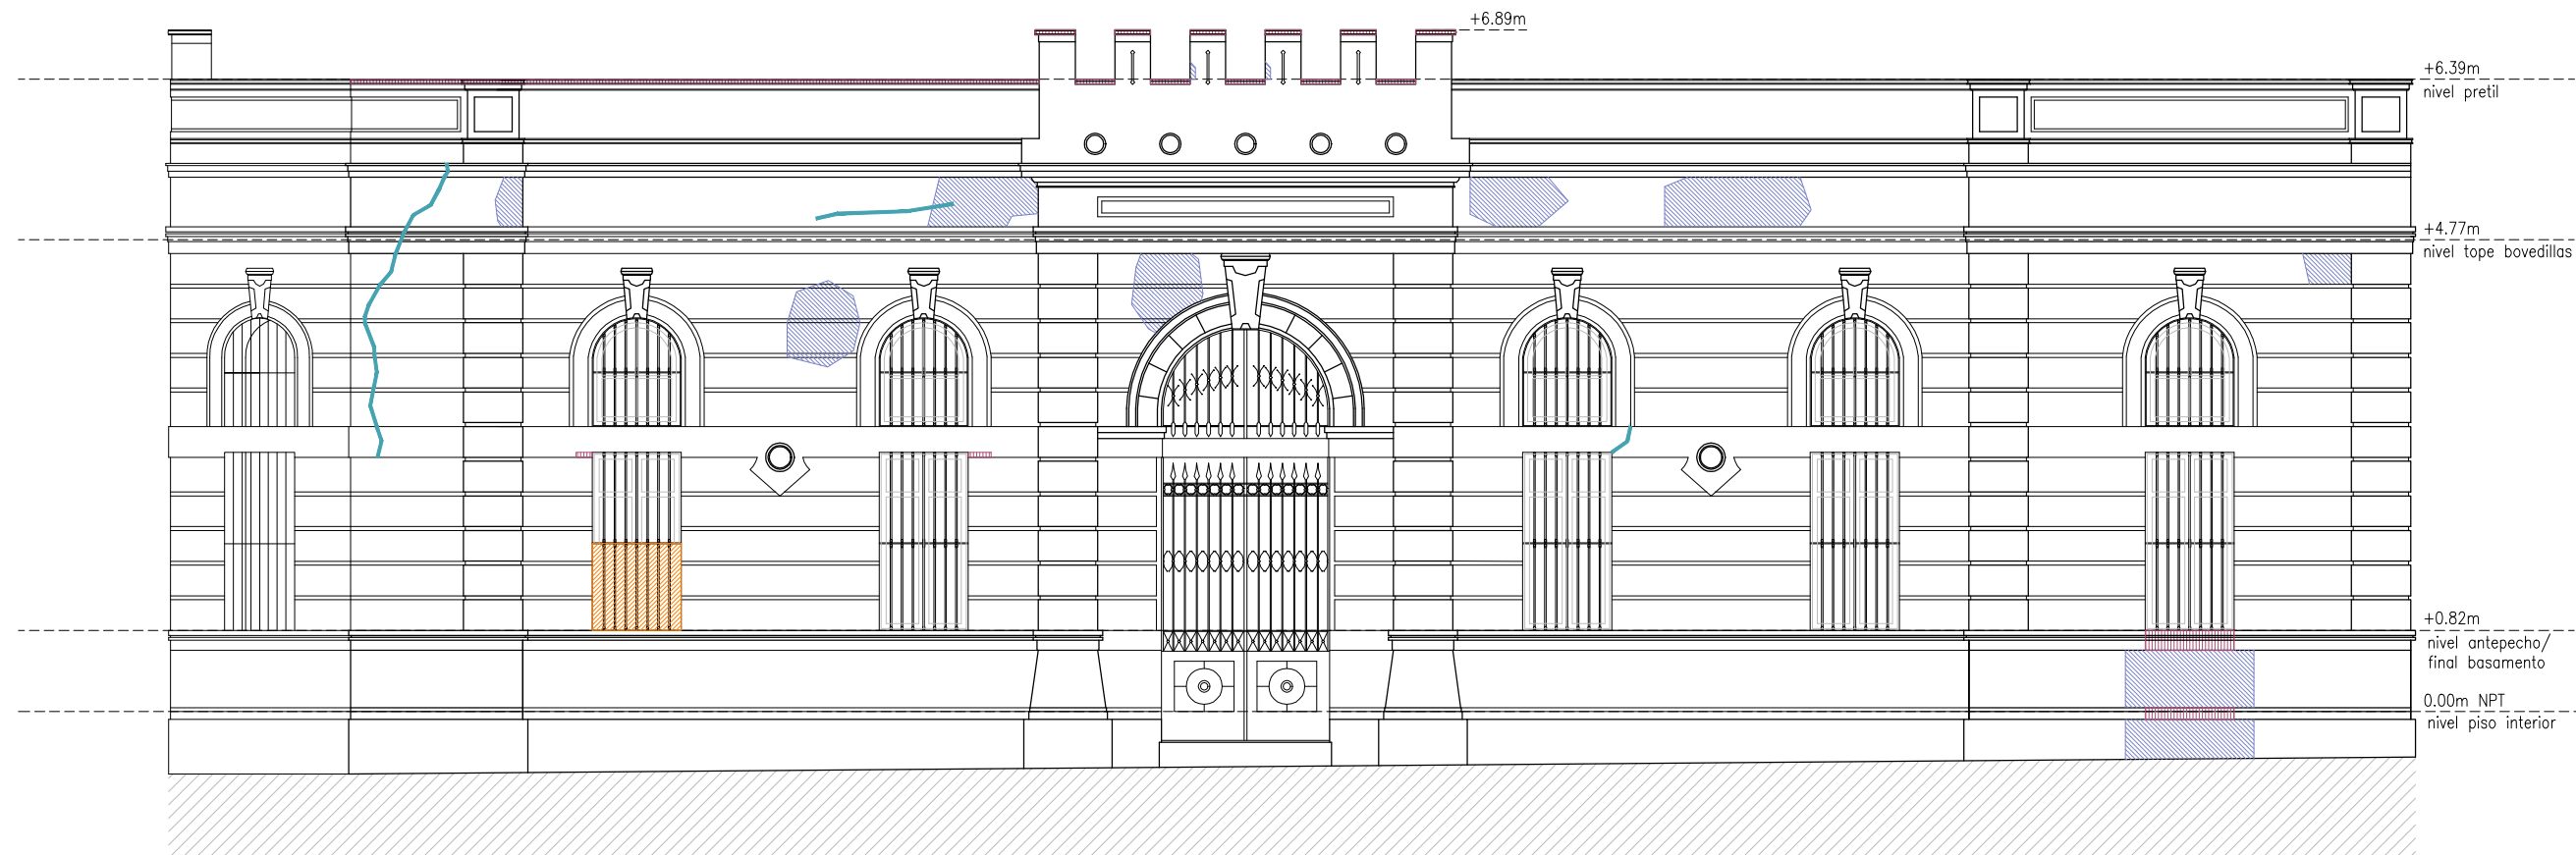 +6.89m
+6.39m
nivel pretil
+4.77m
nivel tope bovedillas
+0.82m
nivel antepecho/
final basamento
0.00m NPT
nivel piso interior